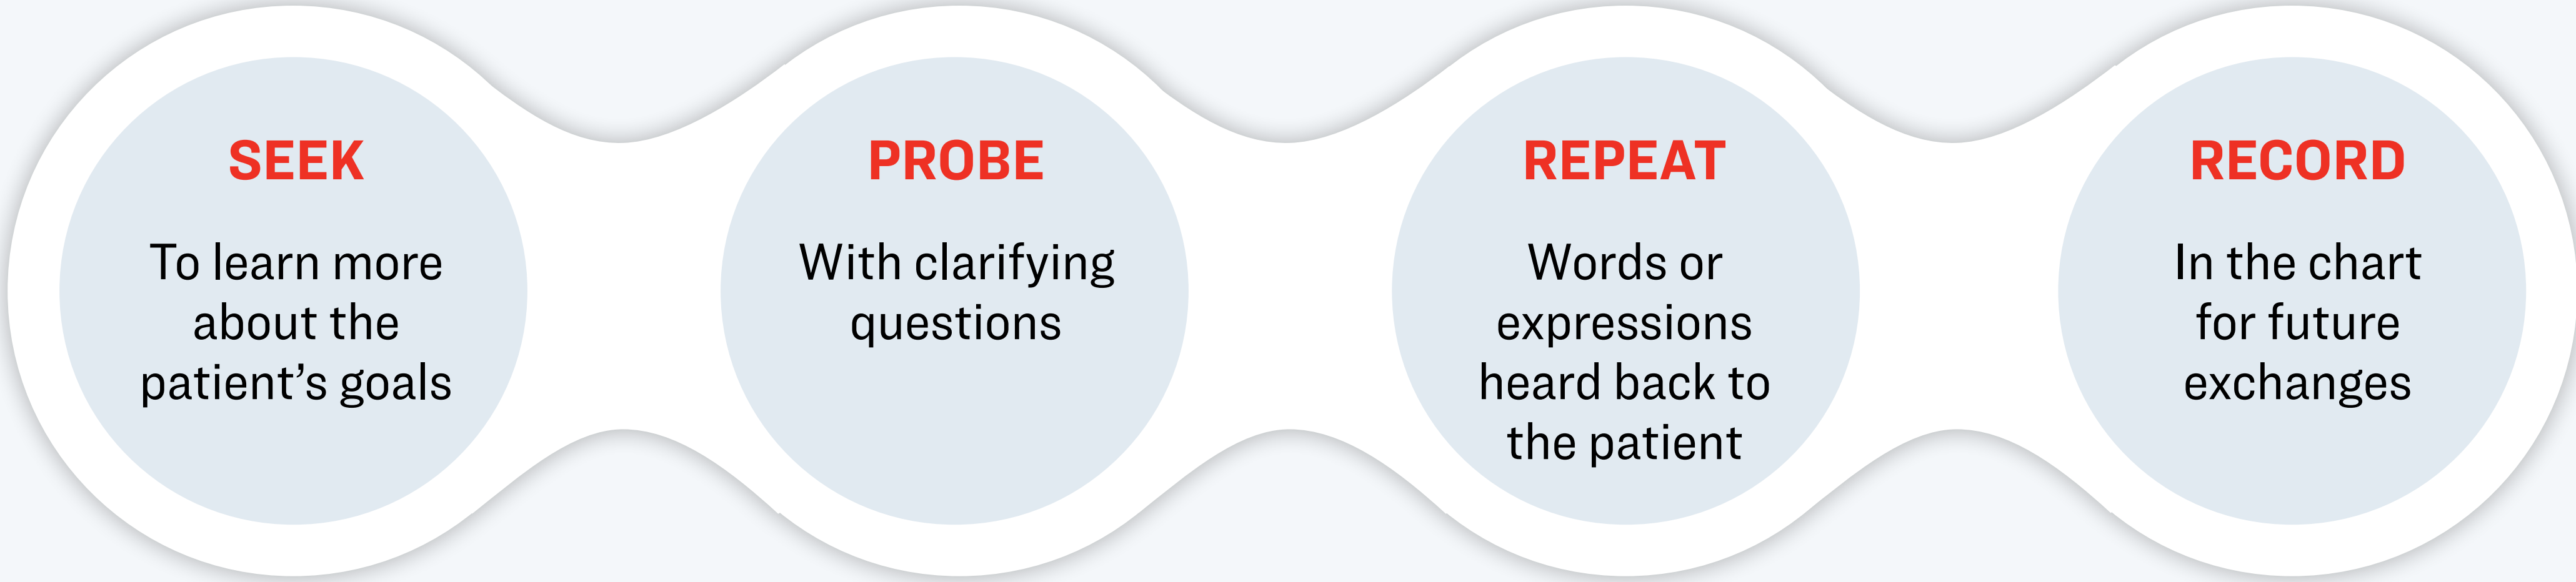 SEEK
To learn more
about the
patient’s goals
PROBE
With clarifying
questions
REPEAT
Words or
expressions
heard back to
the patient
RECORD
In the chart
for future
exchanges